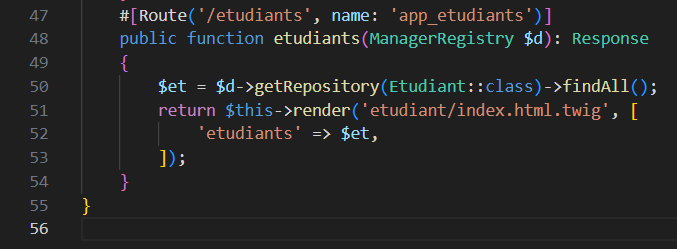 47 #[Route('/etudiants', name: 'app_etudiants')]
48 public function etudiants(ManagerRegistry $d): Response
49 {
50 $et = $d->getRepository(Etudiant::class)->findAll();
51 return $this->render('etudiant/index.html.twig', [
52 'etudiants' => $et,
53 ]);
54 }
55 }
56